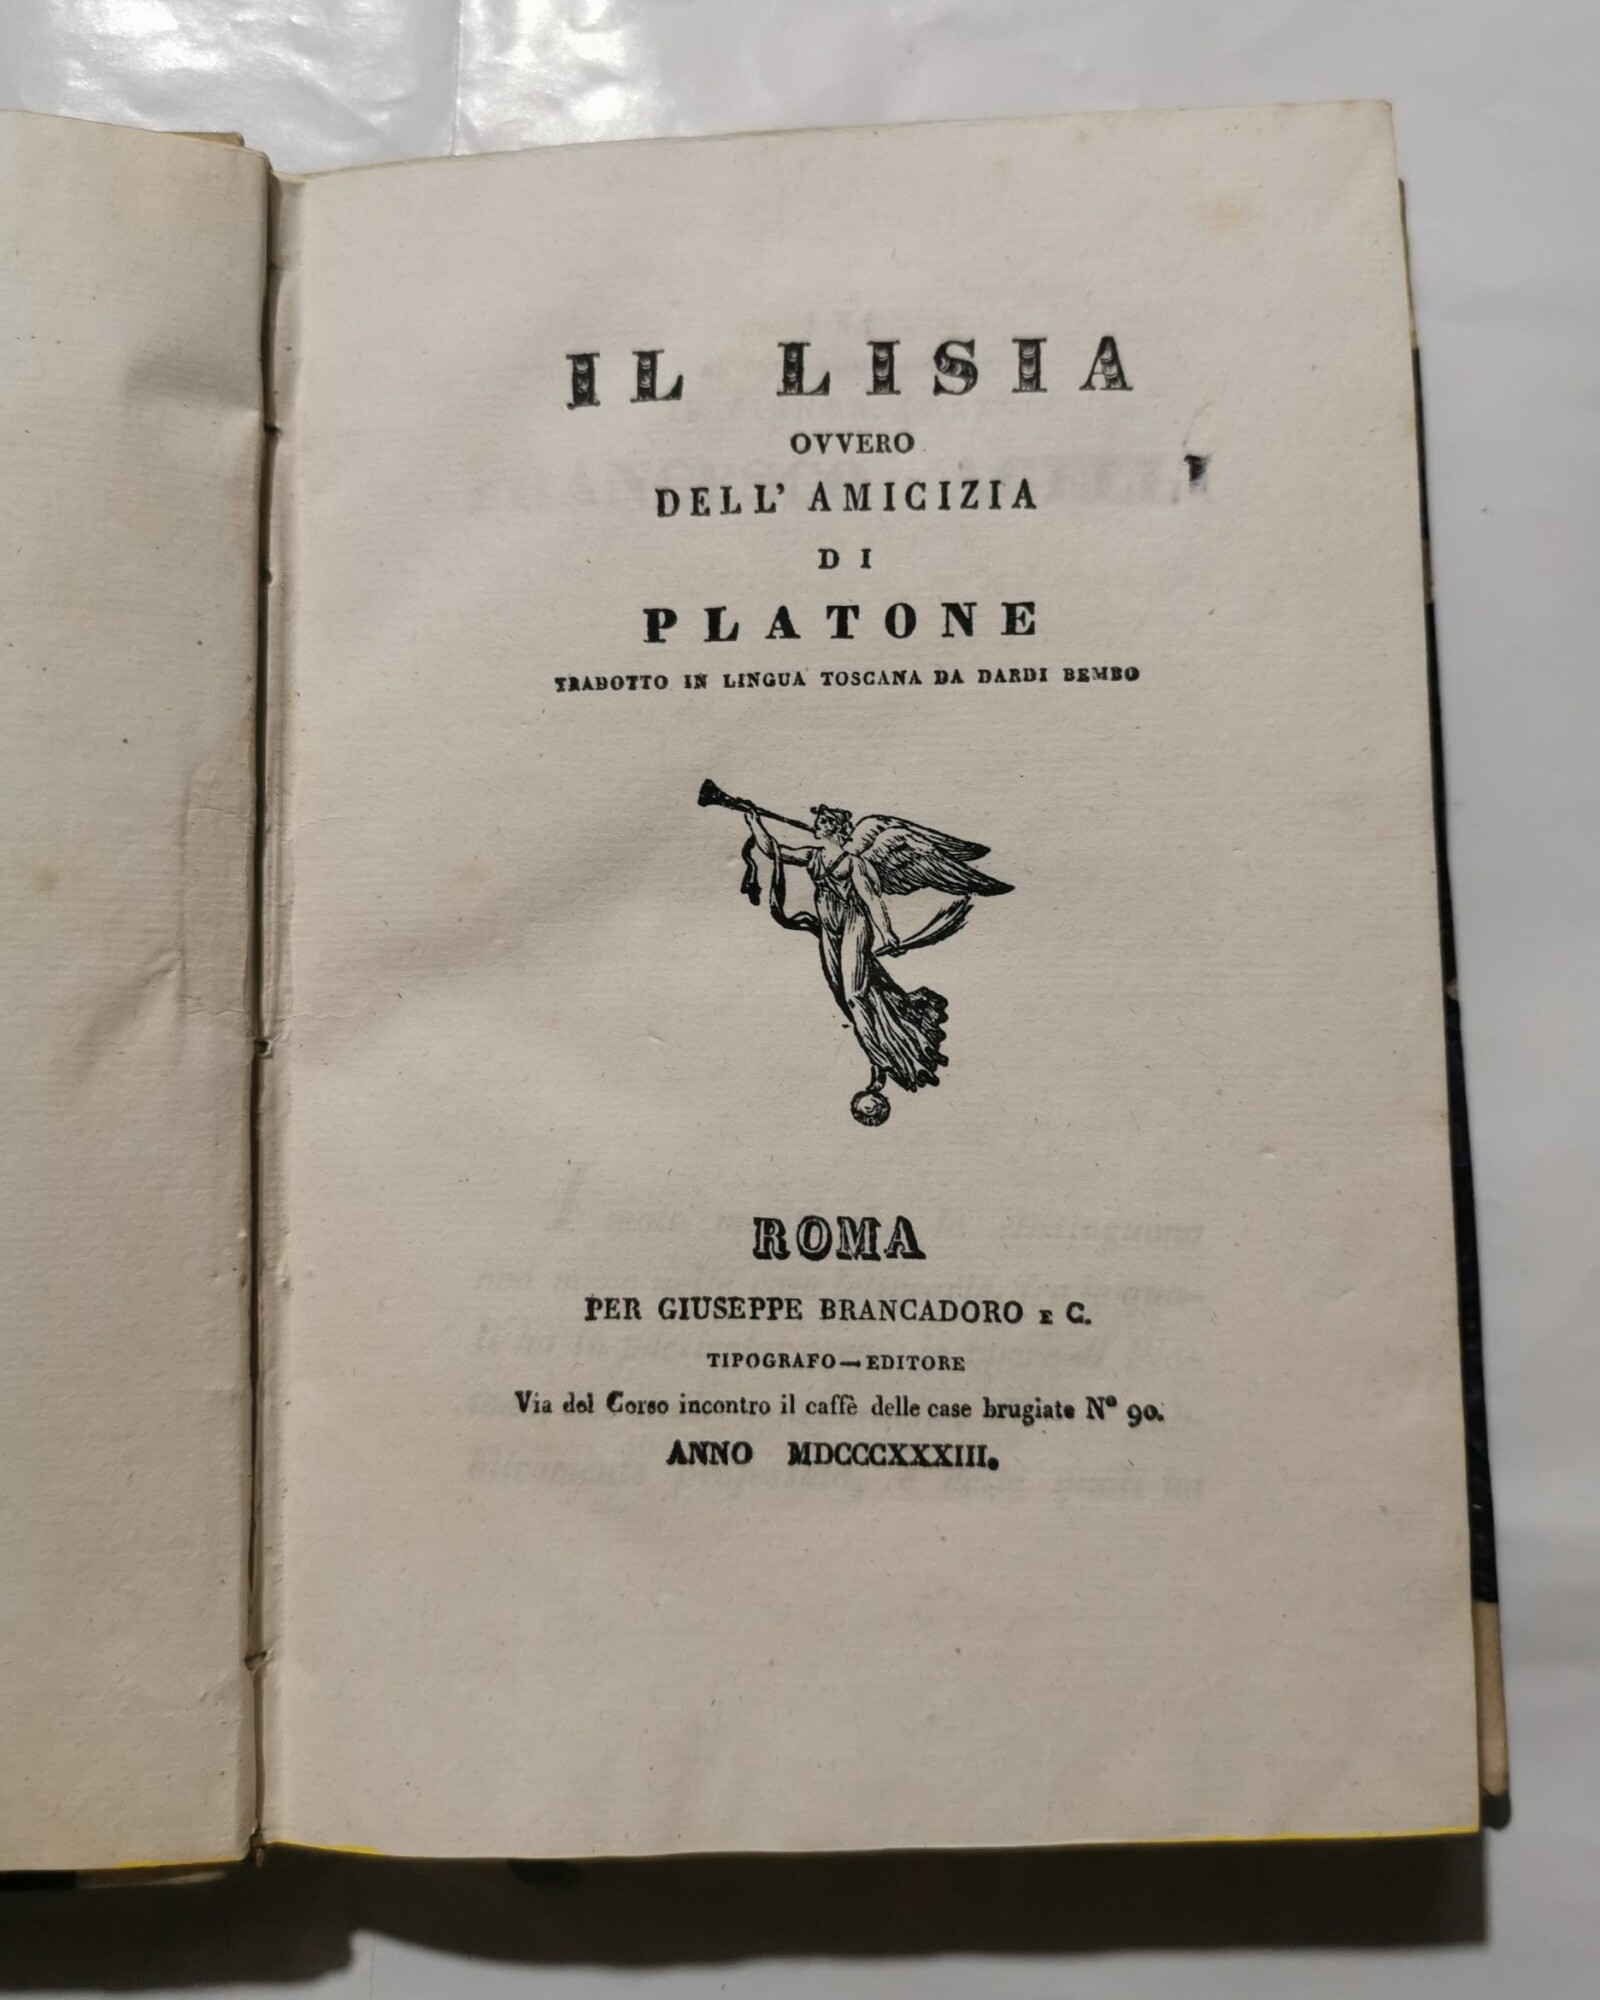 IL LISIA
OVVERO
DELL' AMICIZIA
DI
PLATONE
TRADOTTO IN LINGUA TOSCANA DA DARDI BEMBO
ROMA
PER GIUSEPPE BRANCADORO E C.
TIPOGRAFO—EDITORE
Via del Corso incontro il caffè delle case brugiate Nº 90.
ANNO MDCCCXXXIII.